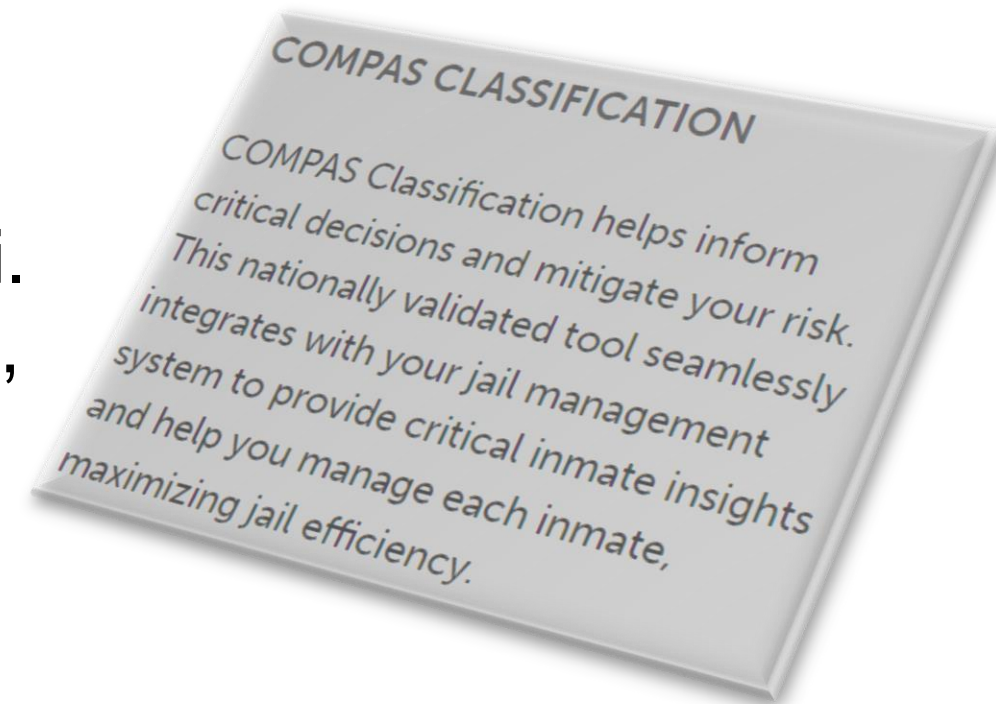 COMPAS CLASSIFICATION
COMPAS Classification helps inform
critical decisions and mitigate your risk.
i.
This nationally validated tool seamlessly
,
integrates with your jail management
system to provide critical inmate insights
and help you manage each inmate,
maximizing jail efficiency.